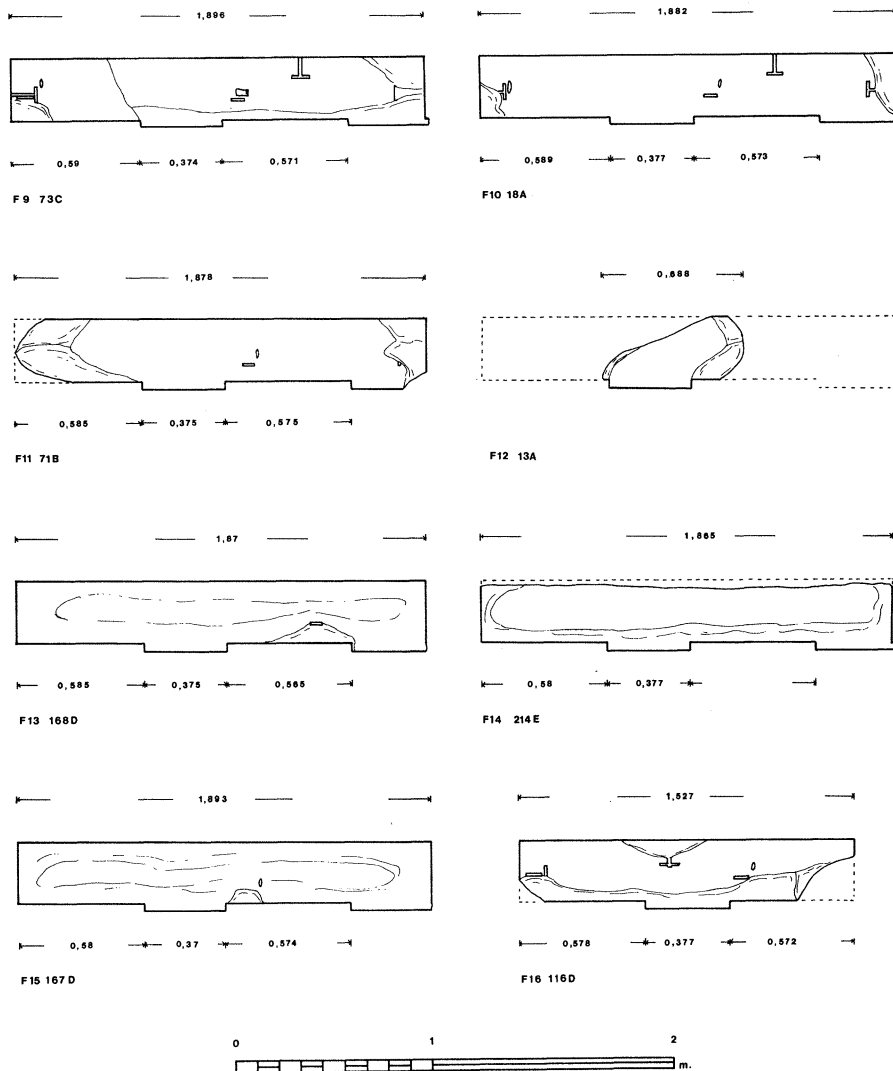 1,896
0,59 0,374 0,571
F 9 73C
1,882
0,589 0,377 0,573
F10 18A
1,878
0,585 0,375 0,575
F11 71B
0,688
F12 13A
1,87
0,585 0,375 0,565
F13 168D
1,865
0,58 0,377
F14 214E
1,893
0,58 0,37 0,574
F15 167D
1,527
0,578 0,377 0,572
F16 116D
0 1 2
m.